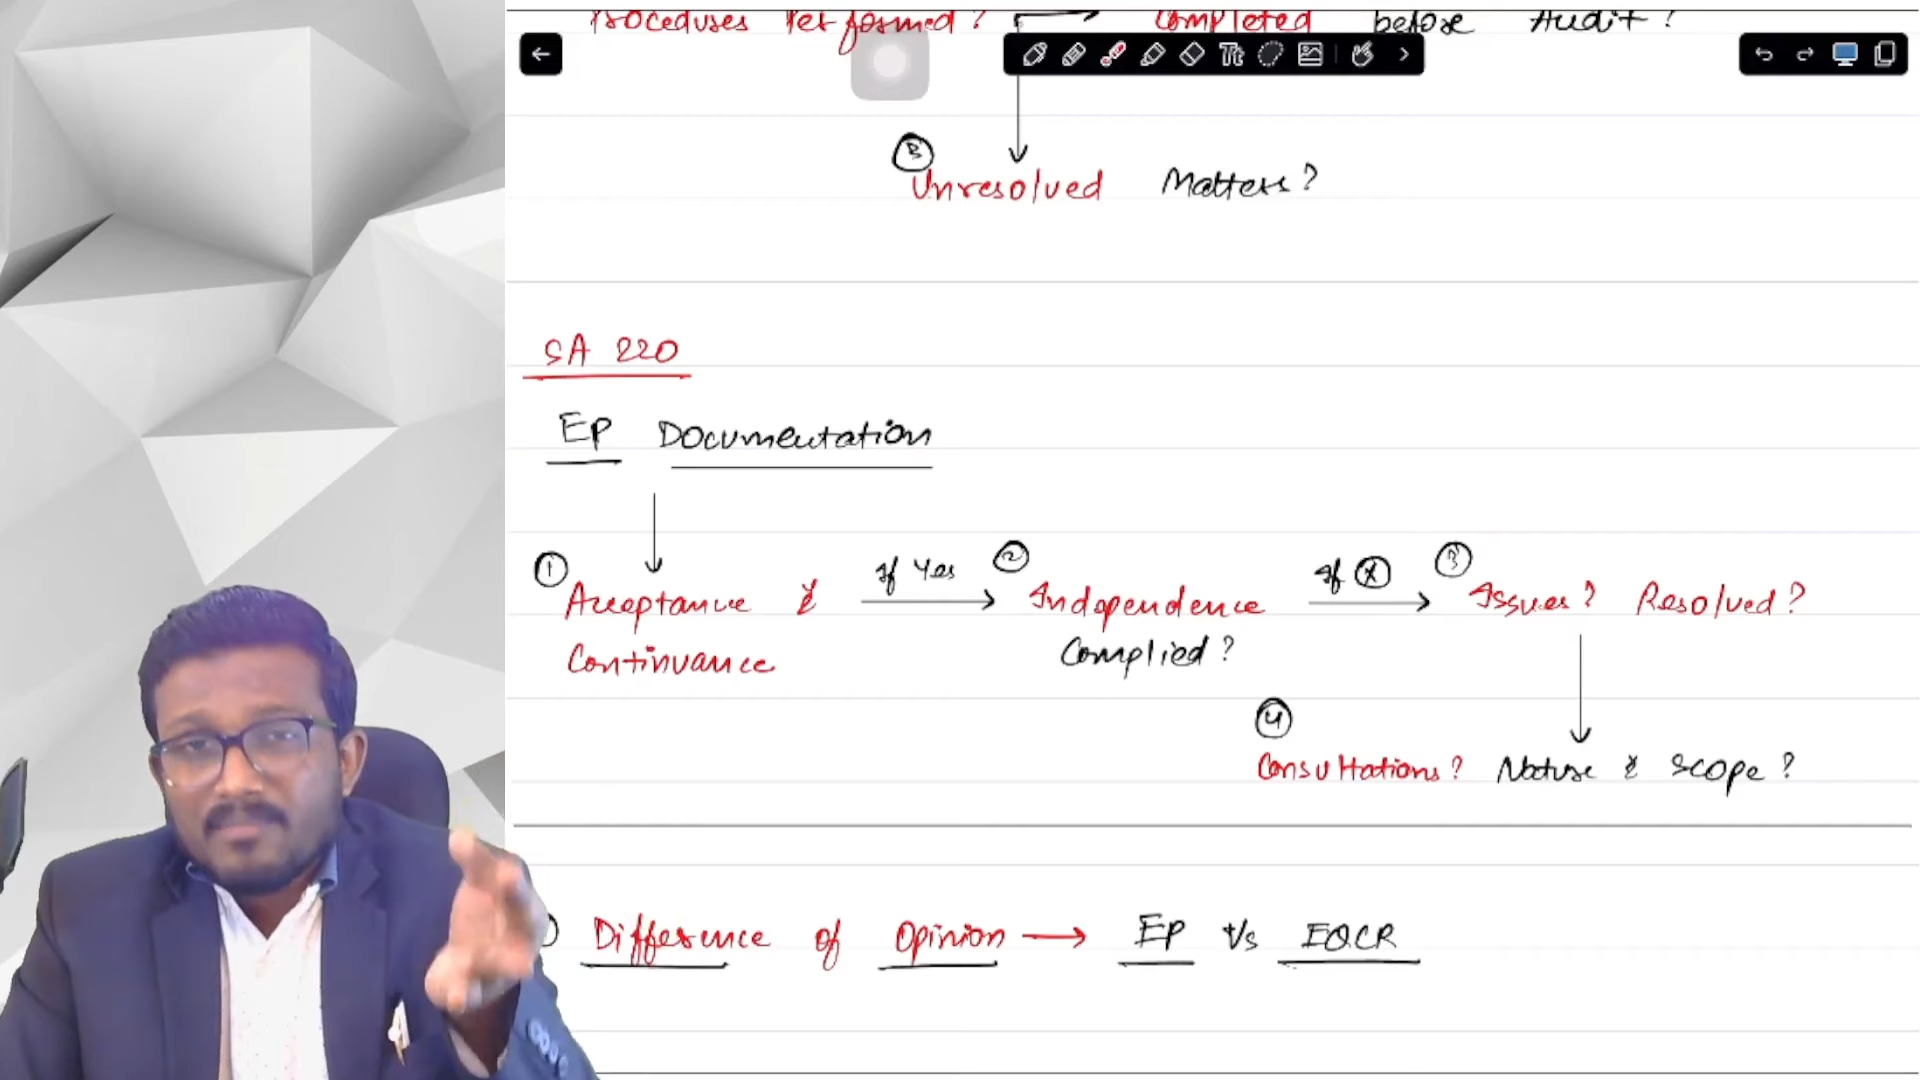 Procedures Performed? Completed before Audit?
Tt
3
Unresolved Matters?
SA 220
EP Documentation
1 If Yes 2 If x 3
Acceptance & Independence Issues? Resolved?
Continuance Complied?
4
Consultations? Nature & Scope?
Difference of Opinion → EP Vs EQCR